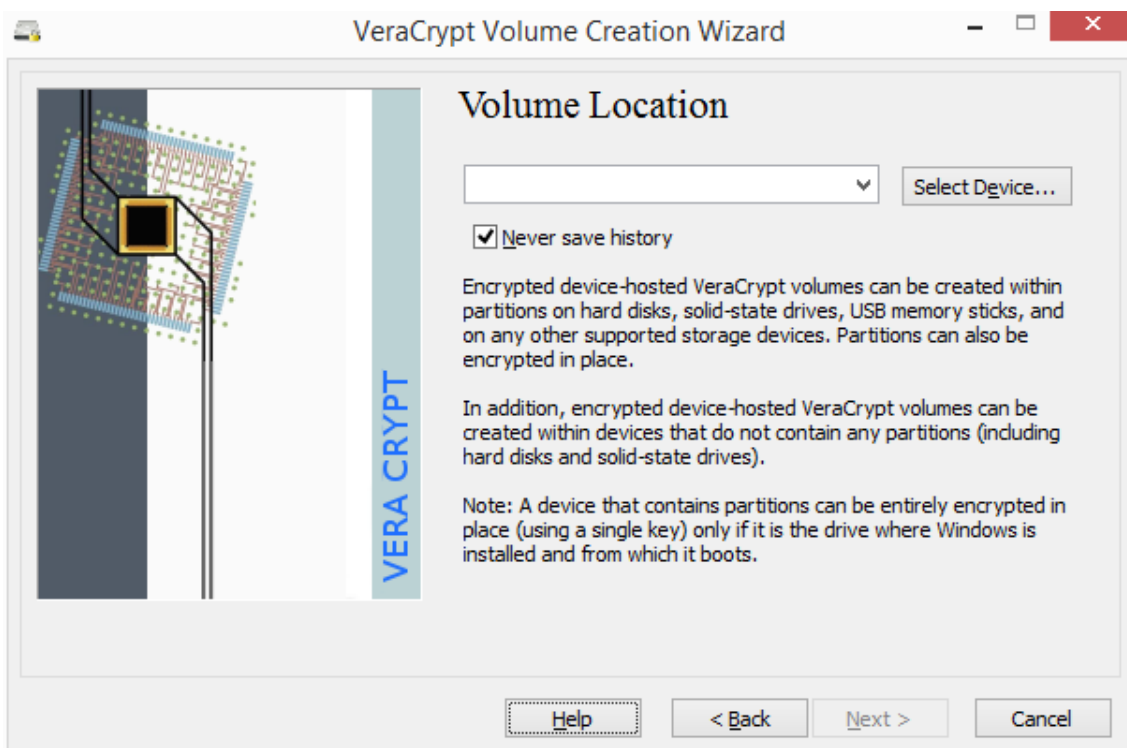 VeraCrypt Volume Creation Wizard
Volume Location
Select Device...
Never save history
Encrypted device-hosted VeraCrypt volumes can be created within
partitions on hard disks, solid-state drives, USB memory sticks, and
on any other supported storage devices. Partitions can also be
encrypted in place.
In addition, encrypted device-hosted VeraCrypt volumes can be
created within devices that do not contain any partitions (including
hard disks and solid-state drives).
Note: A device that contains partitions can be entirely encrypted in
place (using a single key) only if it is the drive where Windows is
installed and from which it boots.
VERA CRYPT
Help
< Back
Next >
Cancel